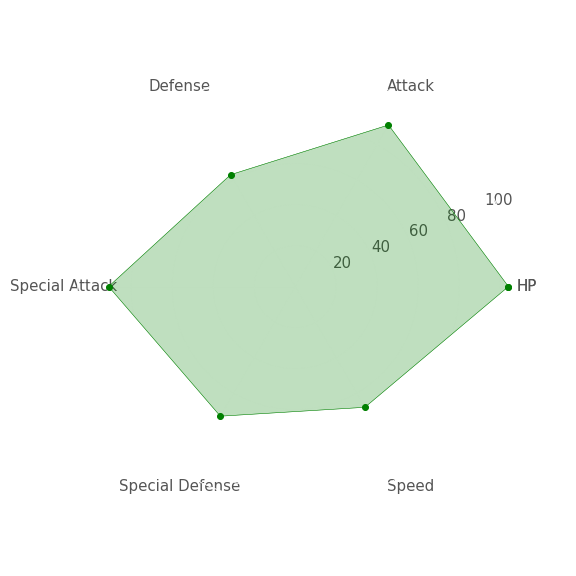 Defense
Attack
100
80
60
40
20
Special Attack
HP
Special Defense
Speed